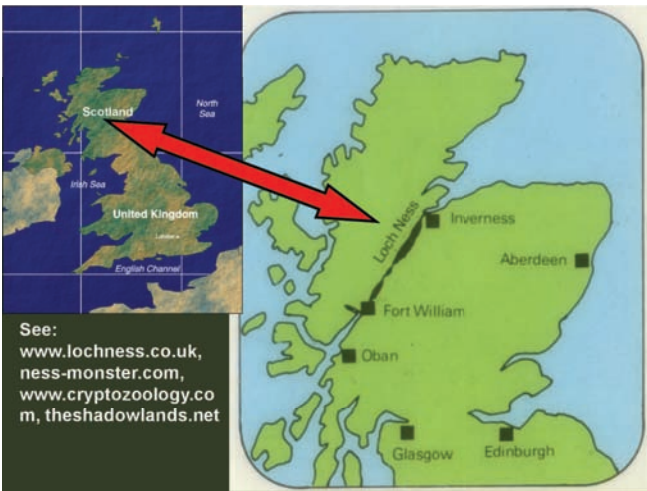 Scotland
North
Sea
Irish Sea
United Kingdom
London
English Channel
See:
www.lochness.co.uk,
ness-monster.com,
www.cryptozoology.co
m, theshadowlands.net
Loch Ness
Inverness
Aberdeen
Fort William
Oban
Glasgow
Edinburgh